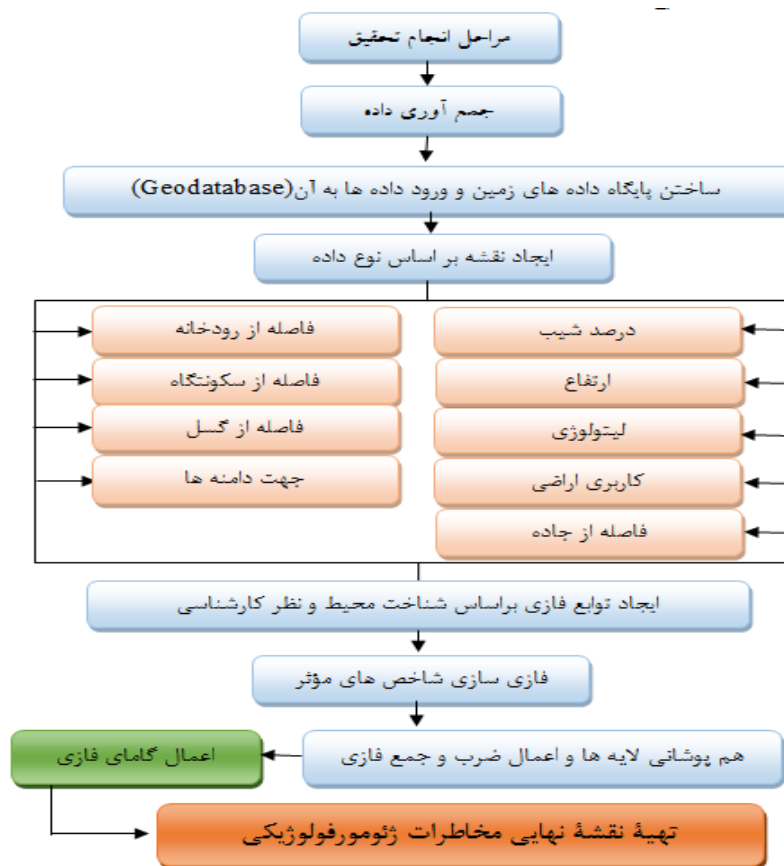 مراحل انجام تحقیق
جمع آوری داده
ساختن پایگاه داده های زمین و ورود داده ها به آن(Geodatabase)
ایجاد نقشه بر اساس نوع داده
درصد شیب
ارتفاع
لیتولوژی
کاربری اراضی
فاصله از جاده
فاصله از رودخانه
فاصله از سکونتگاه
فاصله از گسل
جهت دامنه ها
ایجاد توابع فازی براساس شناخت محیط و نظر کارشناسی
فازی سازی شاخص های مؤثر
هم پوشانی لایه ها و اعمال ضرب و جمع فازی
اعمال گامای فازی
تهیهٔ نقشهٔ نهایی مخاطرات ژئومورفولوژیکی